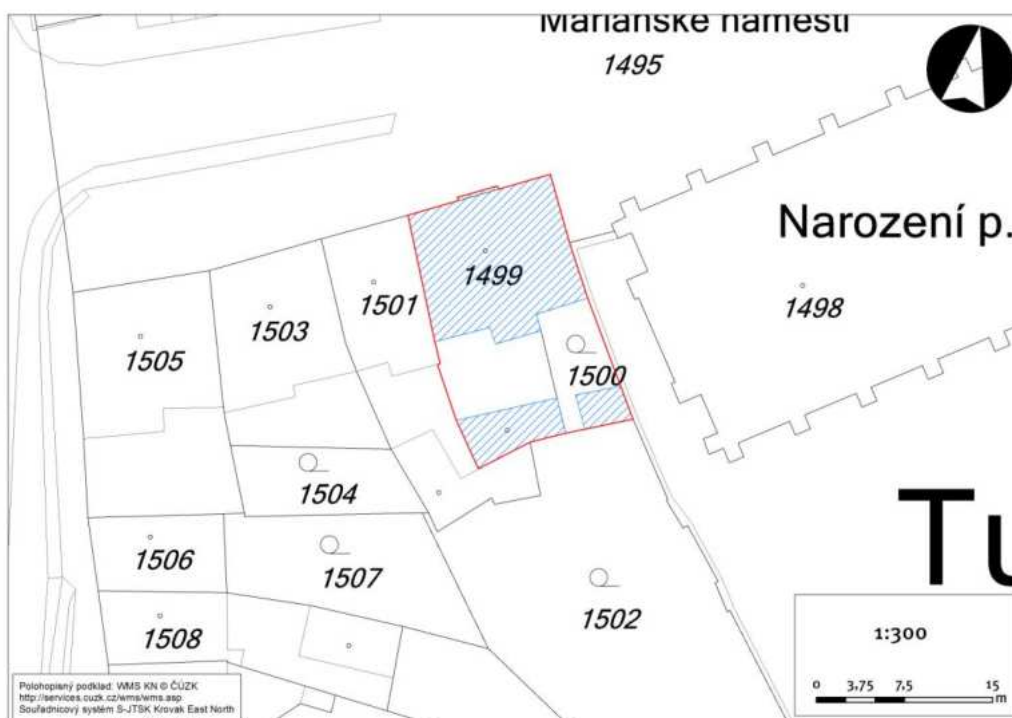 Mariánské náměstí
1495
Narození p.
1499
1501
1498
1503
1505
1500
1504
1506
1507
1502
1508
Tu
1:300
0 3,75 7,5 15
m
Polohopisný podklad: WMS KN © ČÚZK
http://services.cuzk.cz/wms/wms.asp
Souřadnicový systém S-JTSK Krovak East North